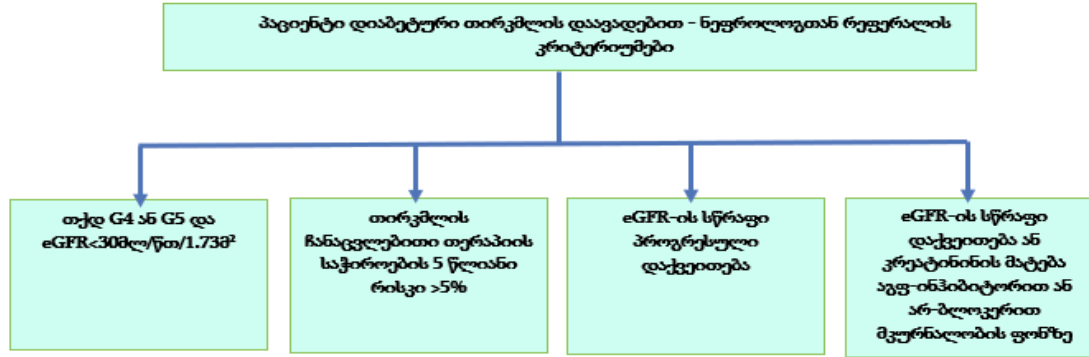 პაციენტი დიაბეტური თირკმლის დაავადებით - ნეფროლოგთან რეფერალის
კრიტერიუმები
თქდ G4 ან G5 და
eGFR<30მლ/წთ/1.73მ²
თირკმლის
ჩანაცვლებითი თერაპიის
საჭიროების 5 წლიანი
რისკი >5%
eGFR-ის სწრაფი
პროგრესული
დაქვეითება
eGFR-ის სწრაფი
დაქვეითება ან
კრეატინინის მატება
აგფ-ინჰიბიტორით ან
არ-ბლოკერით
მკურნალობის ფონზე